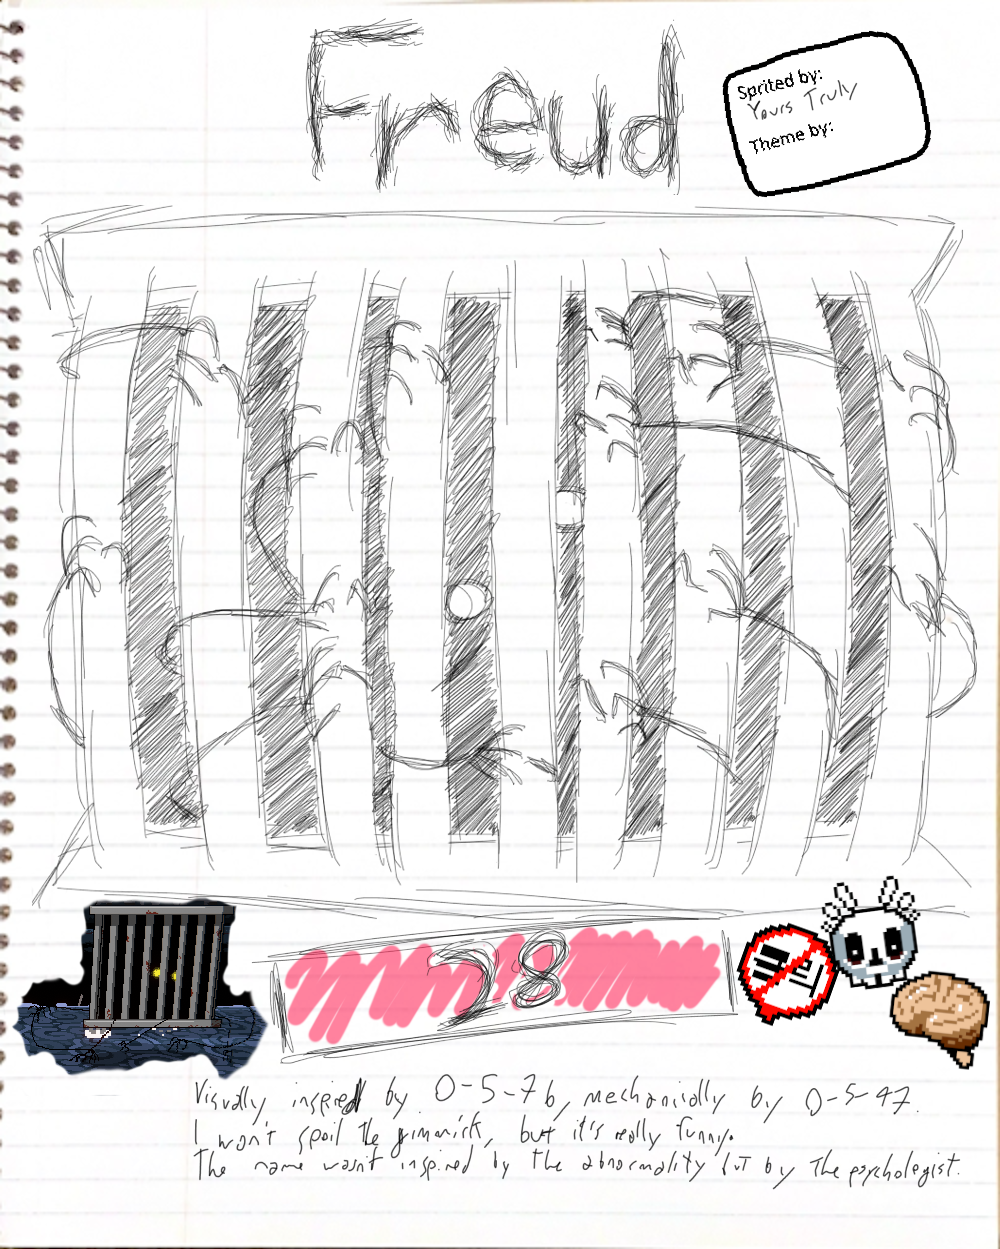 Freud
Sprited by:
Yours Truly
Theme by:
28
Visually inspired by O-5-76, mechanically by O-5-47.
I won't spoil the gimmick, but it's really funny.
The name wasn't inspired by the abnormality but by the psychologist.